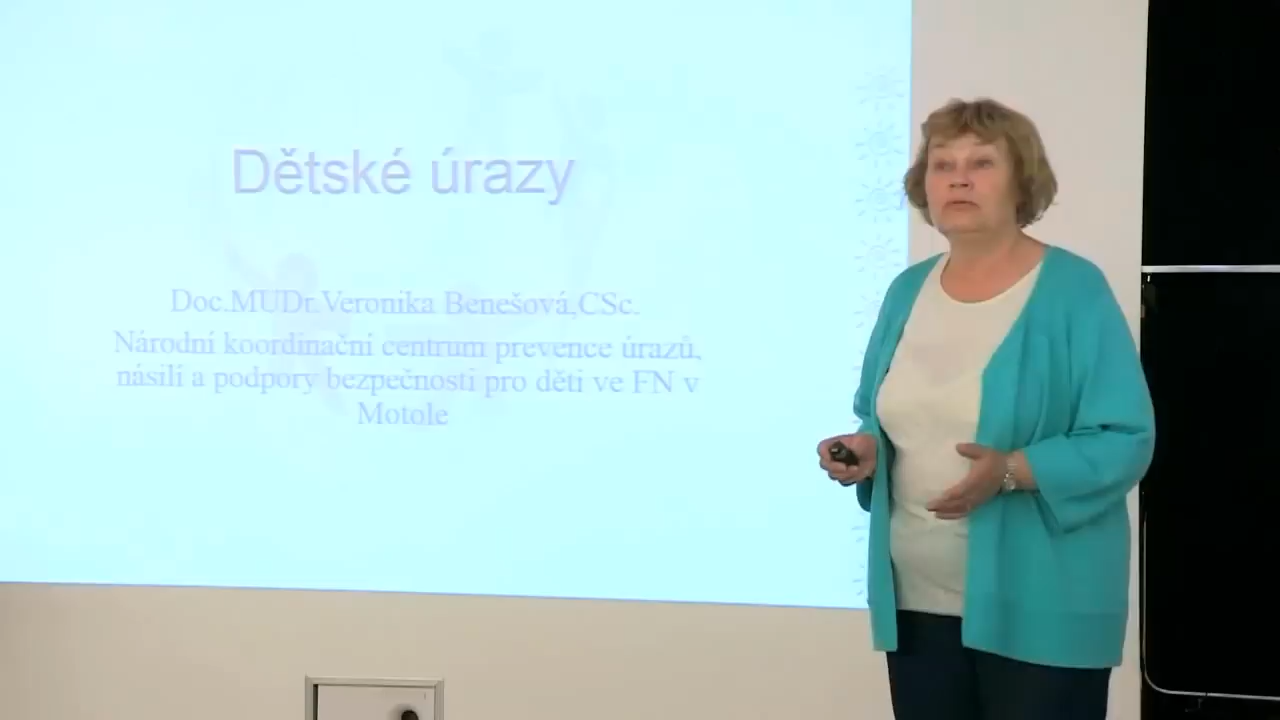 Dětské úrazy
Doc.MUDr.Veronika Benešová,CSc.
Národní koordinační centrum prevence úrazů,
násilí a podpory bezpečnosti pro děti ve FN v
Motole